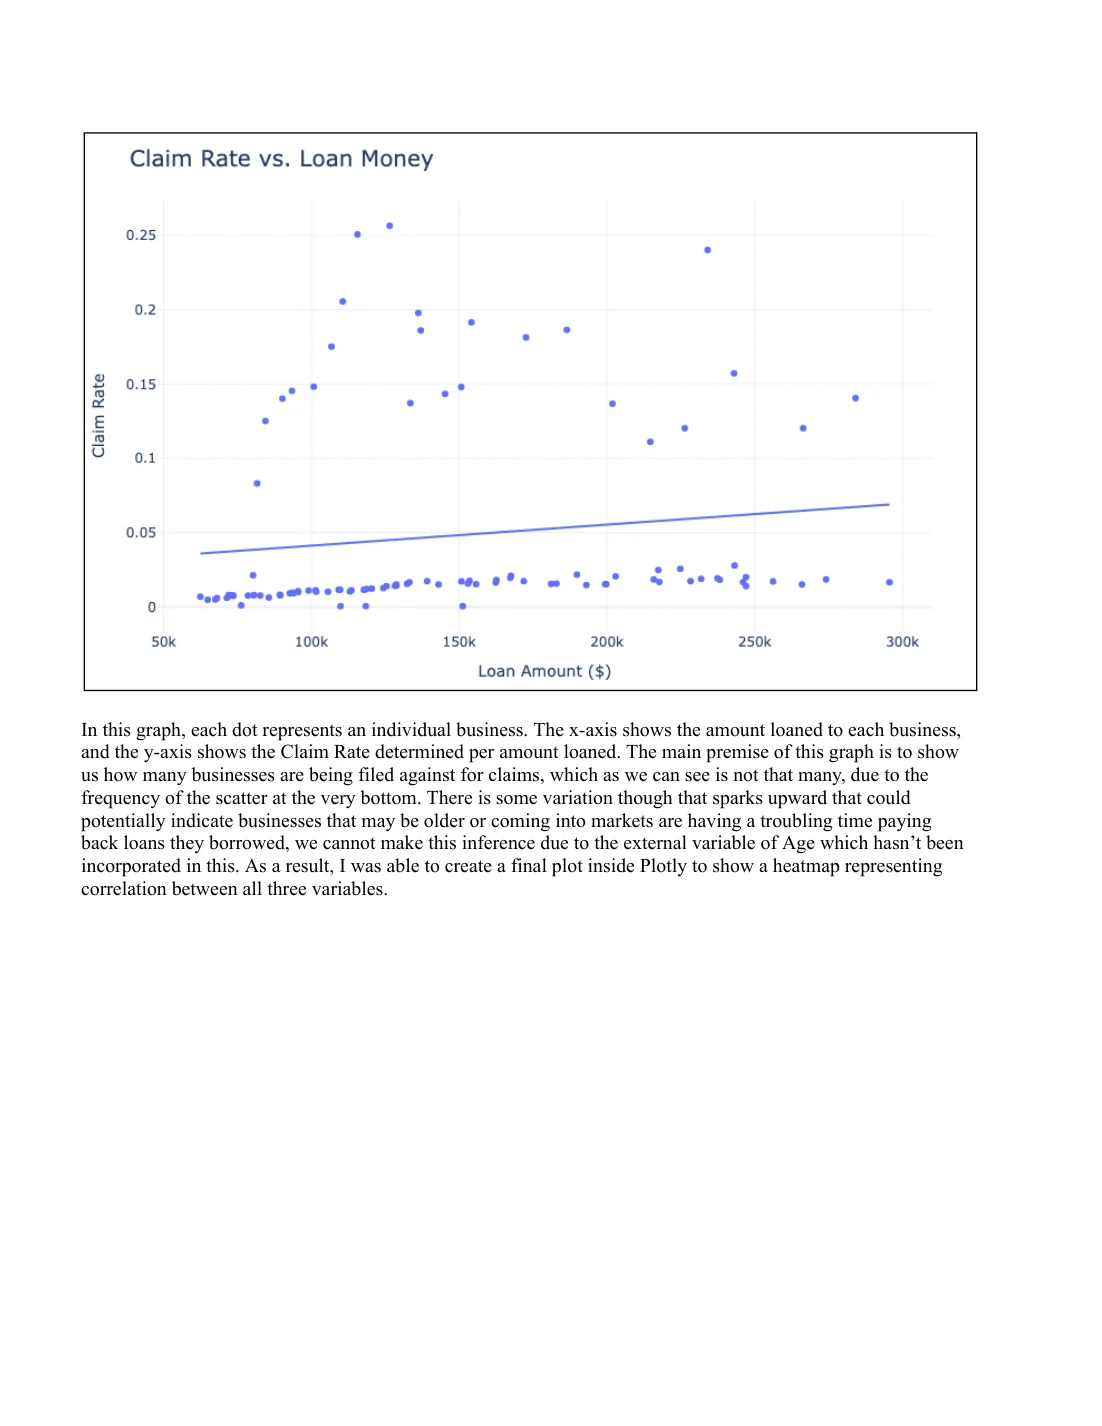 Claim Rate vs. Loan Money
0.25
0.2
0.15
0.1
0.05
0
Claim Rate
50k 100k 150k 200k 250k 300k
Loan Amount ($)
In this graph, each dot represents an individual business. The x-axis shows the amount loaned to each business,
and the y-axis shows the Claim Rate determined per amount loaned. The main premise of this graph is to show
us how many businesses are being filed against for claims, which as we can see is not that many, due to the
frequency of the scatter at the very bottom. There is some variation though that sparks upward that could
potentially indicate businesses that may be older or coming into markets are having a troubling time paying
back loans they borrowed, we cannot make this inference due to the external variable of Age which hasn’t been
incorporated in this. As a result, I was able to create a final plot inside Plotly to show a heatmap representing
correlation between all three variables.